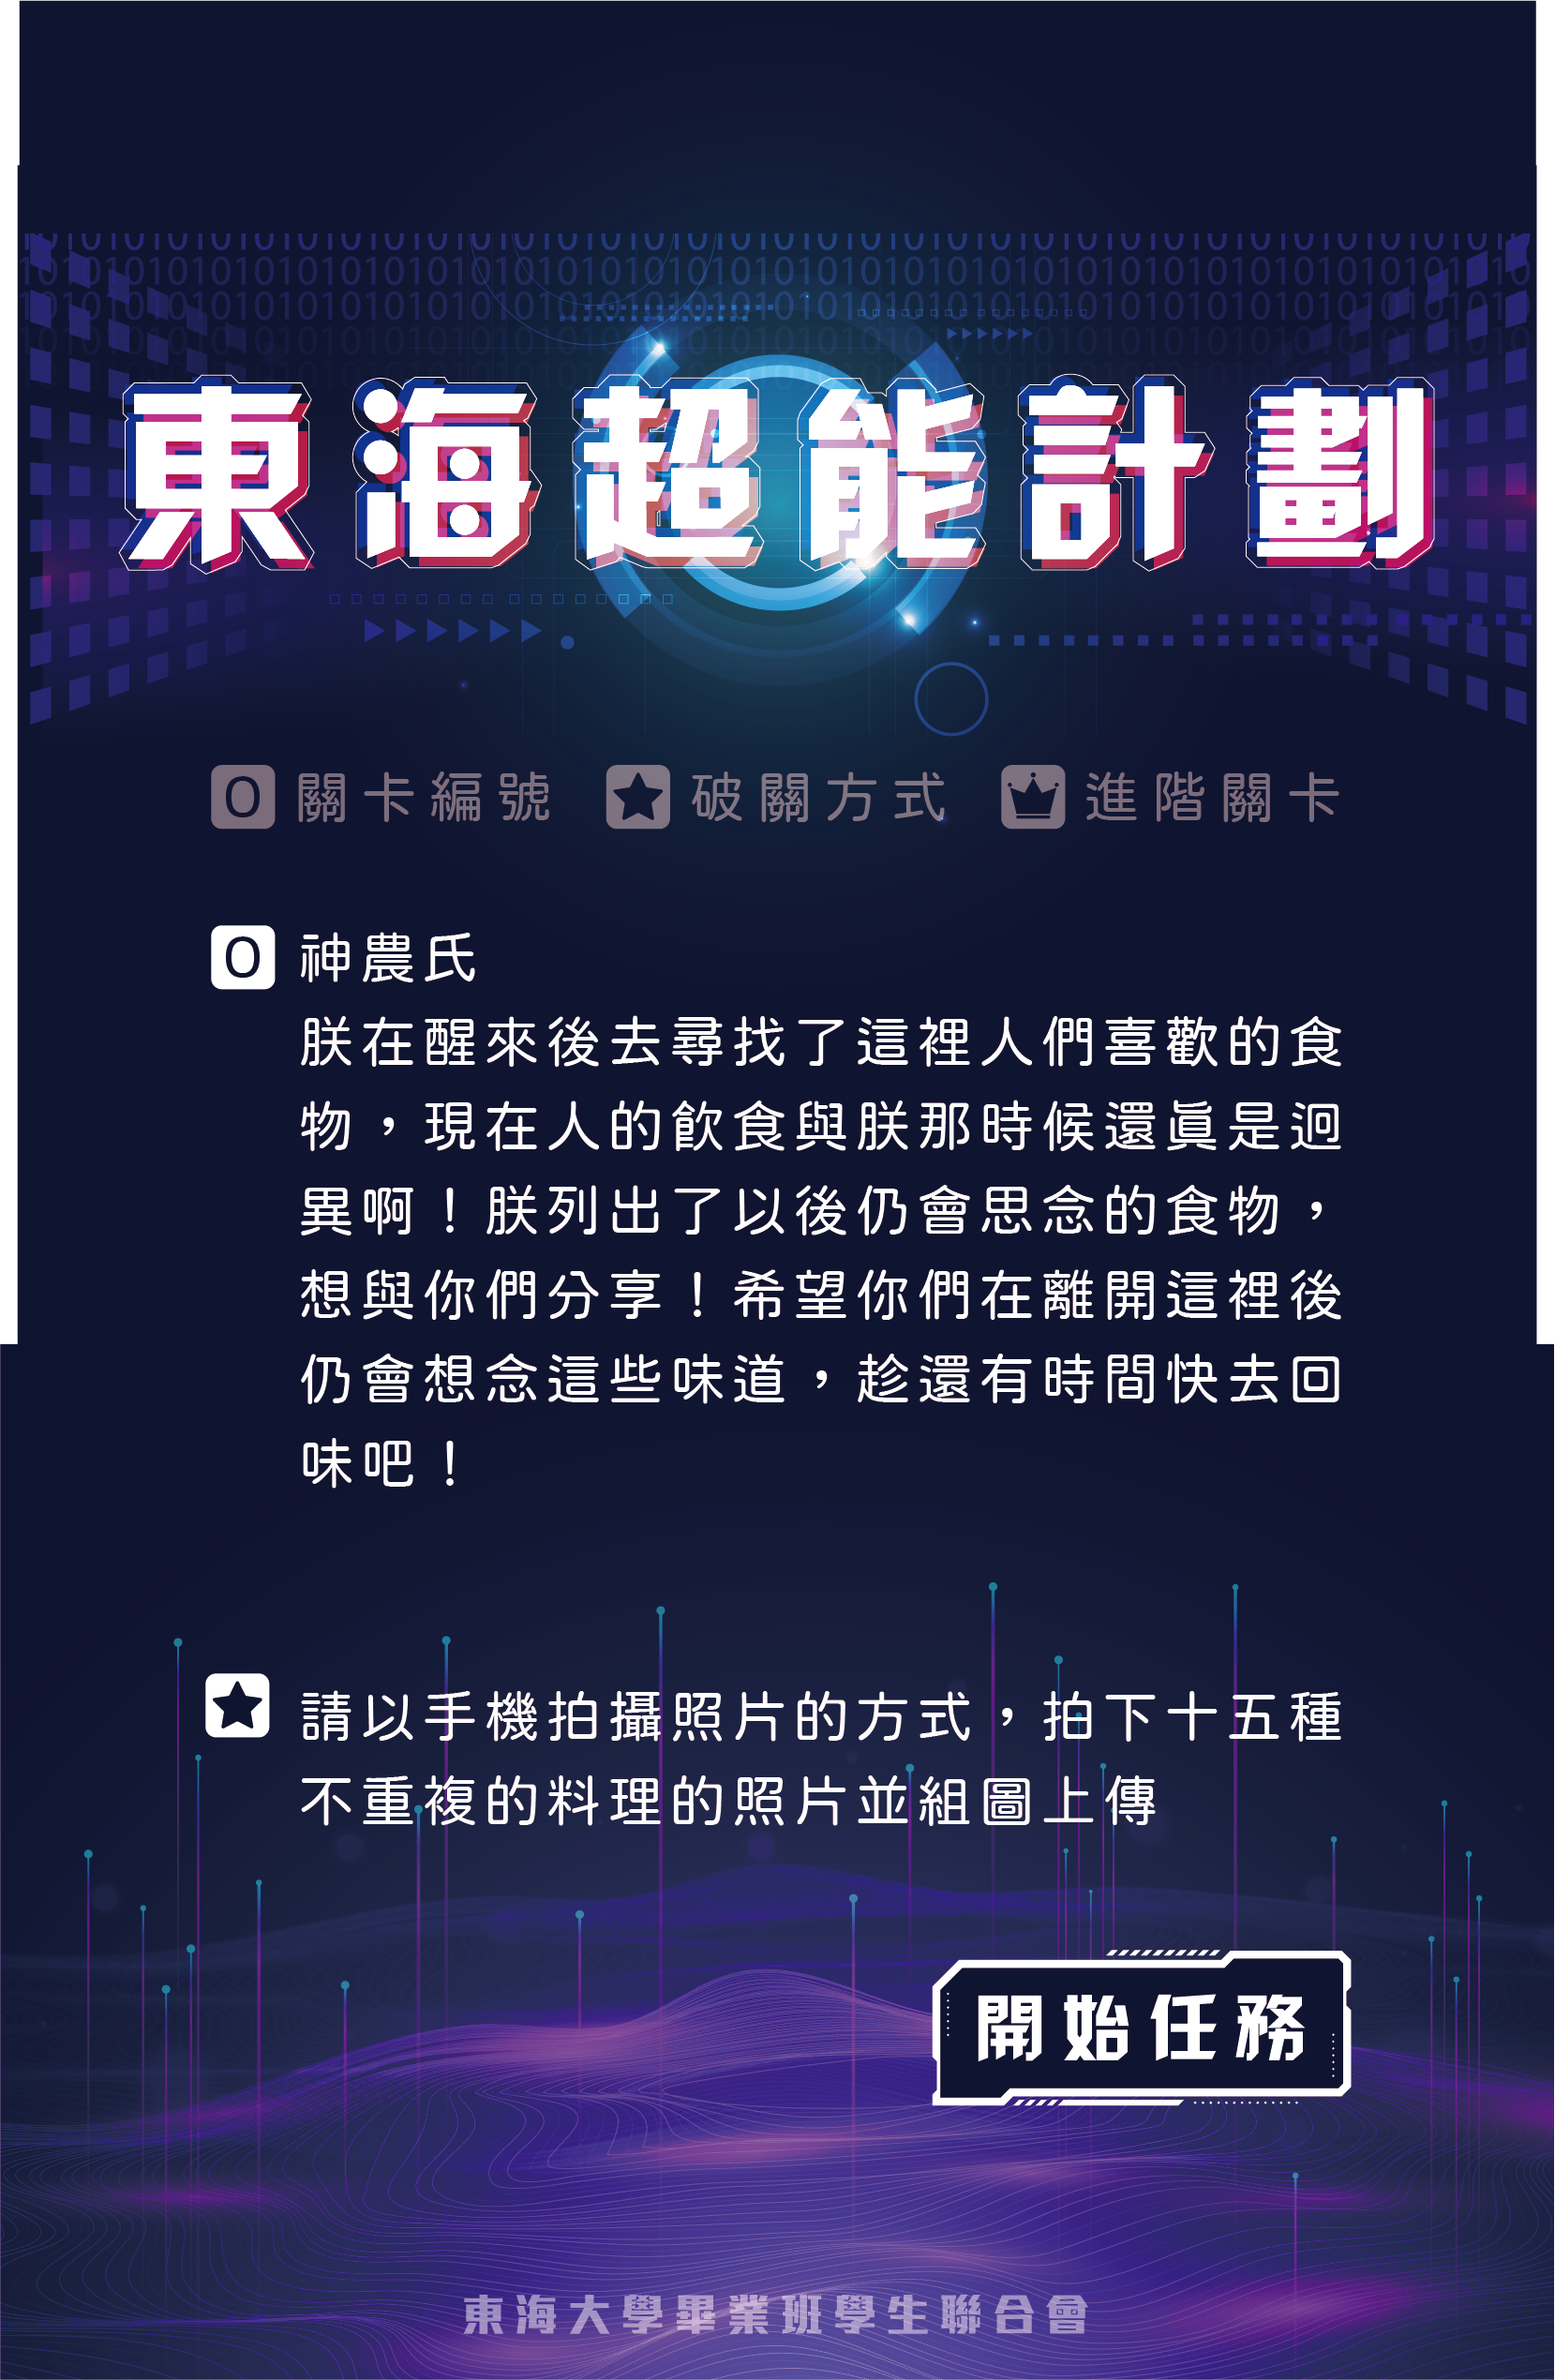 東海超能計劃
0 關卡編號 破關方式 進階關卡
0 神農氏
朕在醒來後去尋找了這裡人們喜歡的食
物，現在人的飲食與朕那時候還真是迥
異啊！朕列出了以後仍會思念的食物，
想與你們分享！希望你們在離開這裡後
仍會想念這些味道，趁還有時間快去回
味吧！
請以手機拍攝照片的方式，拍下十五種
不重複的料理的照片並組圖上傳
開始任務
東海大學畢業班學生聯合會